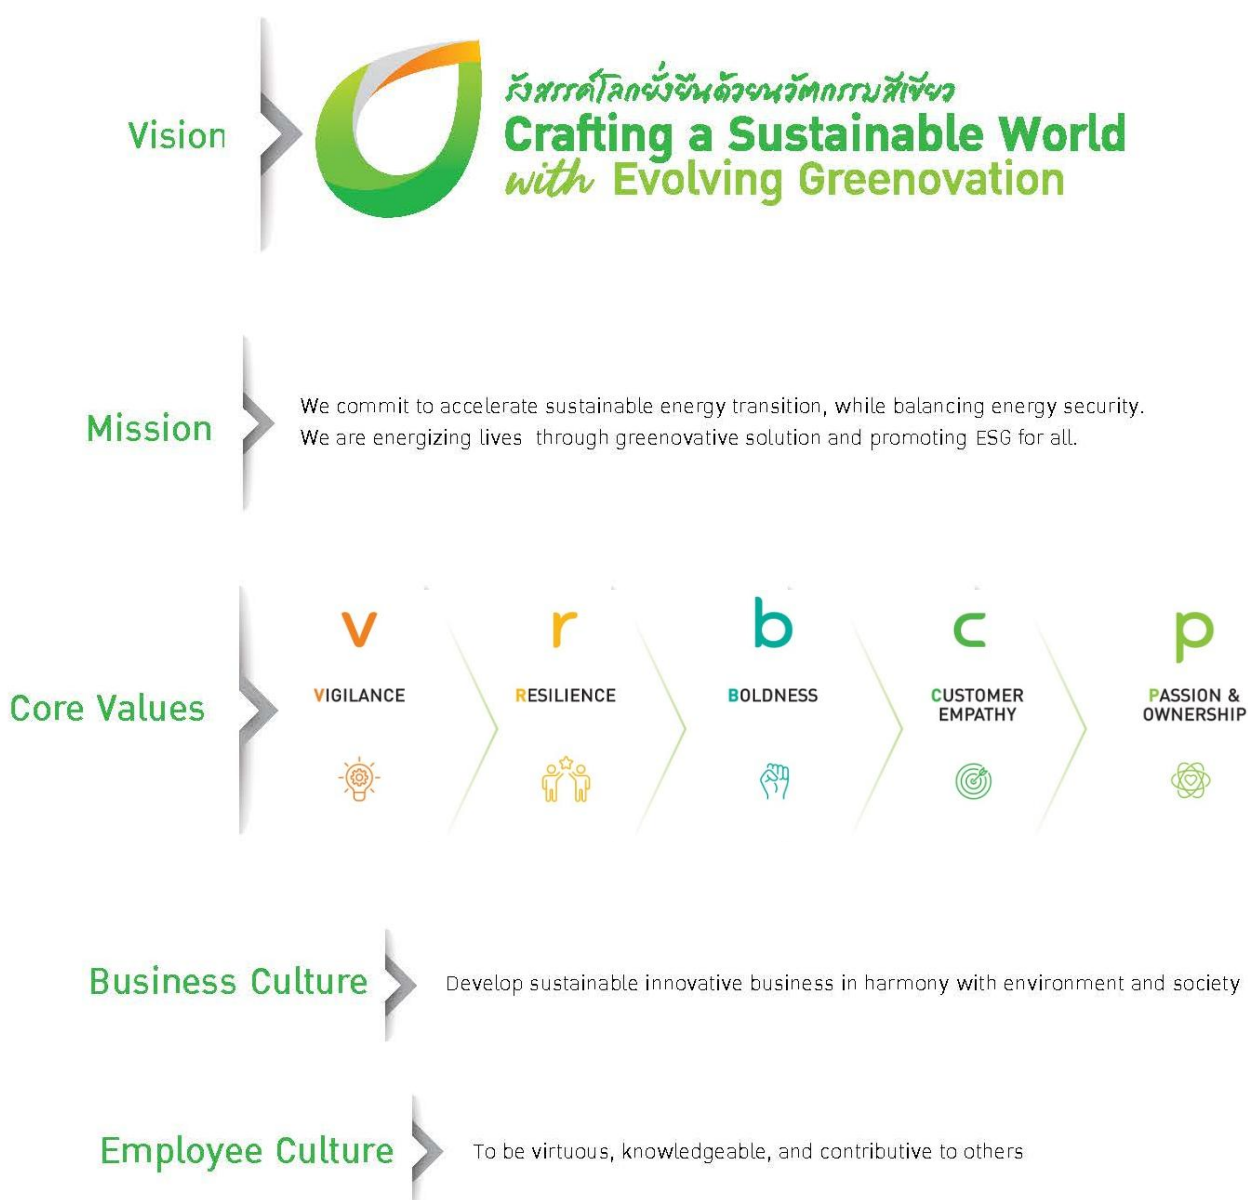 Vision
รังสรรค์โลกยั่งยืนด้วยนวัตกรรมสีเขียว
Crafting a Sustainable World
with Evolving Greenovation
Mission
We commit to accelerate sustainable energy transition, while balancing energy security.
We are energizing lives through greenovative solution and promoting ESG for all.
Core Values
v
VIGILANCE
r
RESILIENCE
b
BOLDNESS
c
CUSTOMER
EMPATHY
p
PASSION &
OWNERSHIP
Business Culture
Develop sustainable innovative business in harmony with environment and society
Employee Culture
To be virtuous, knowledgeable, and contributive to others